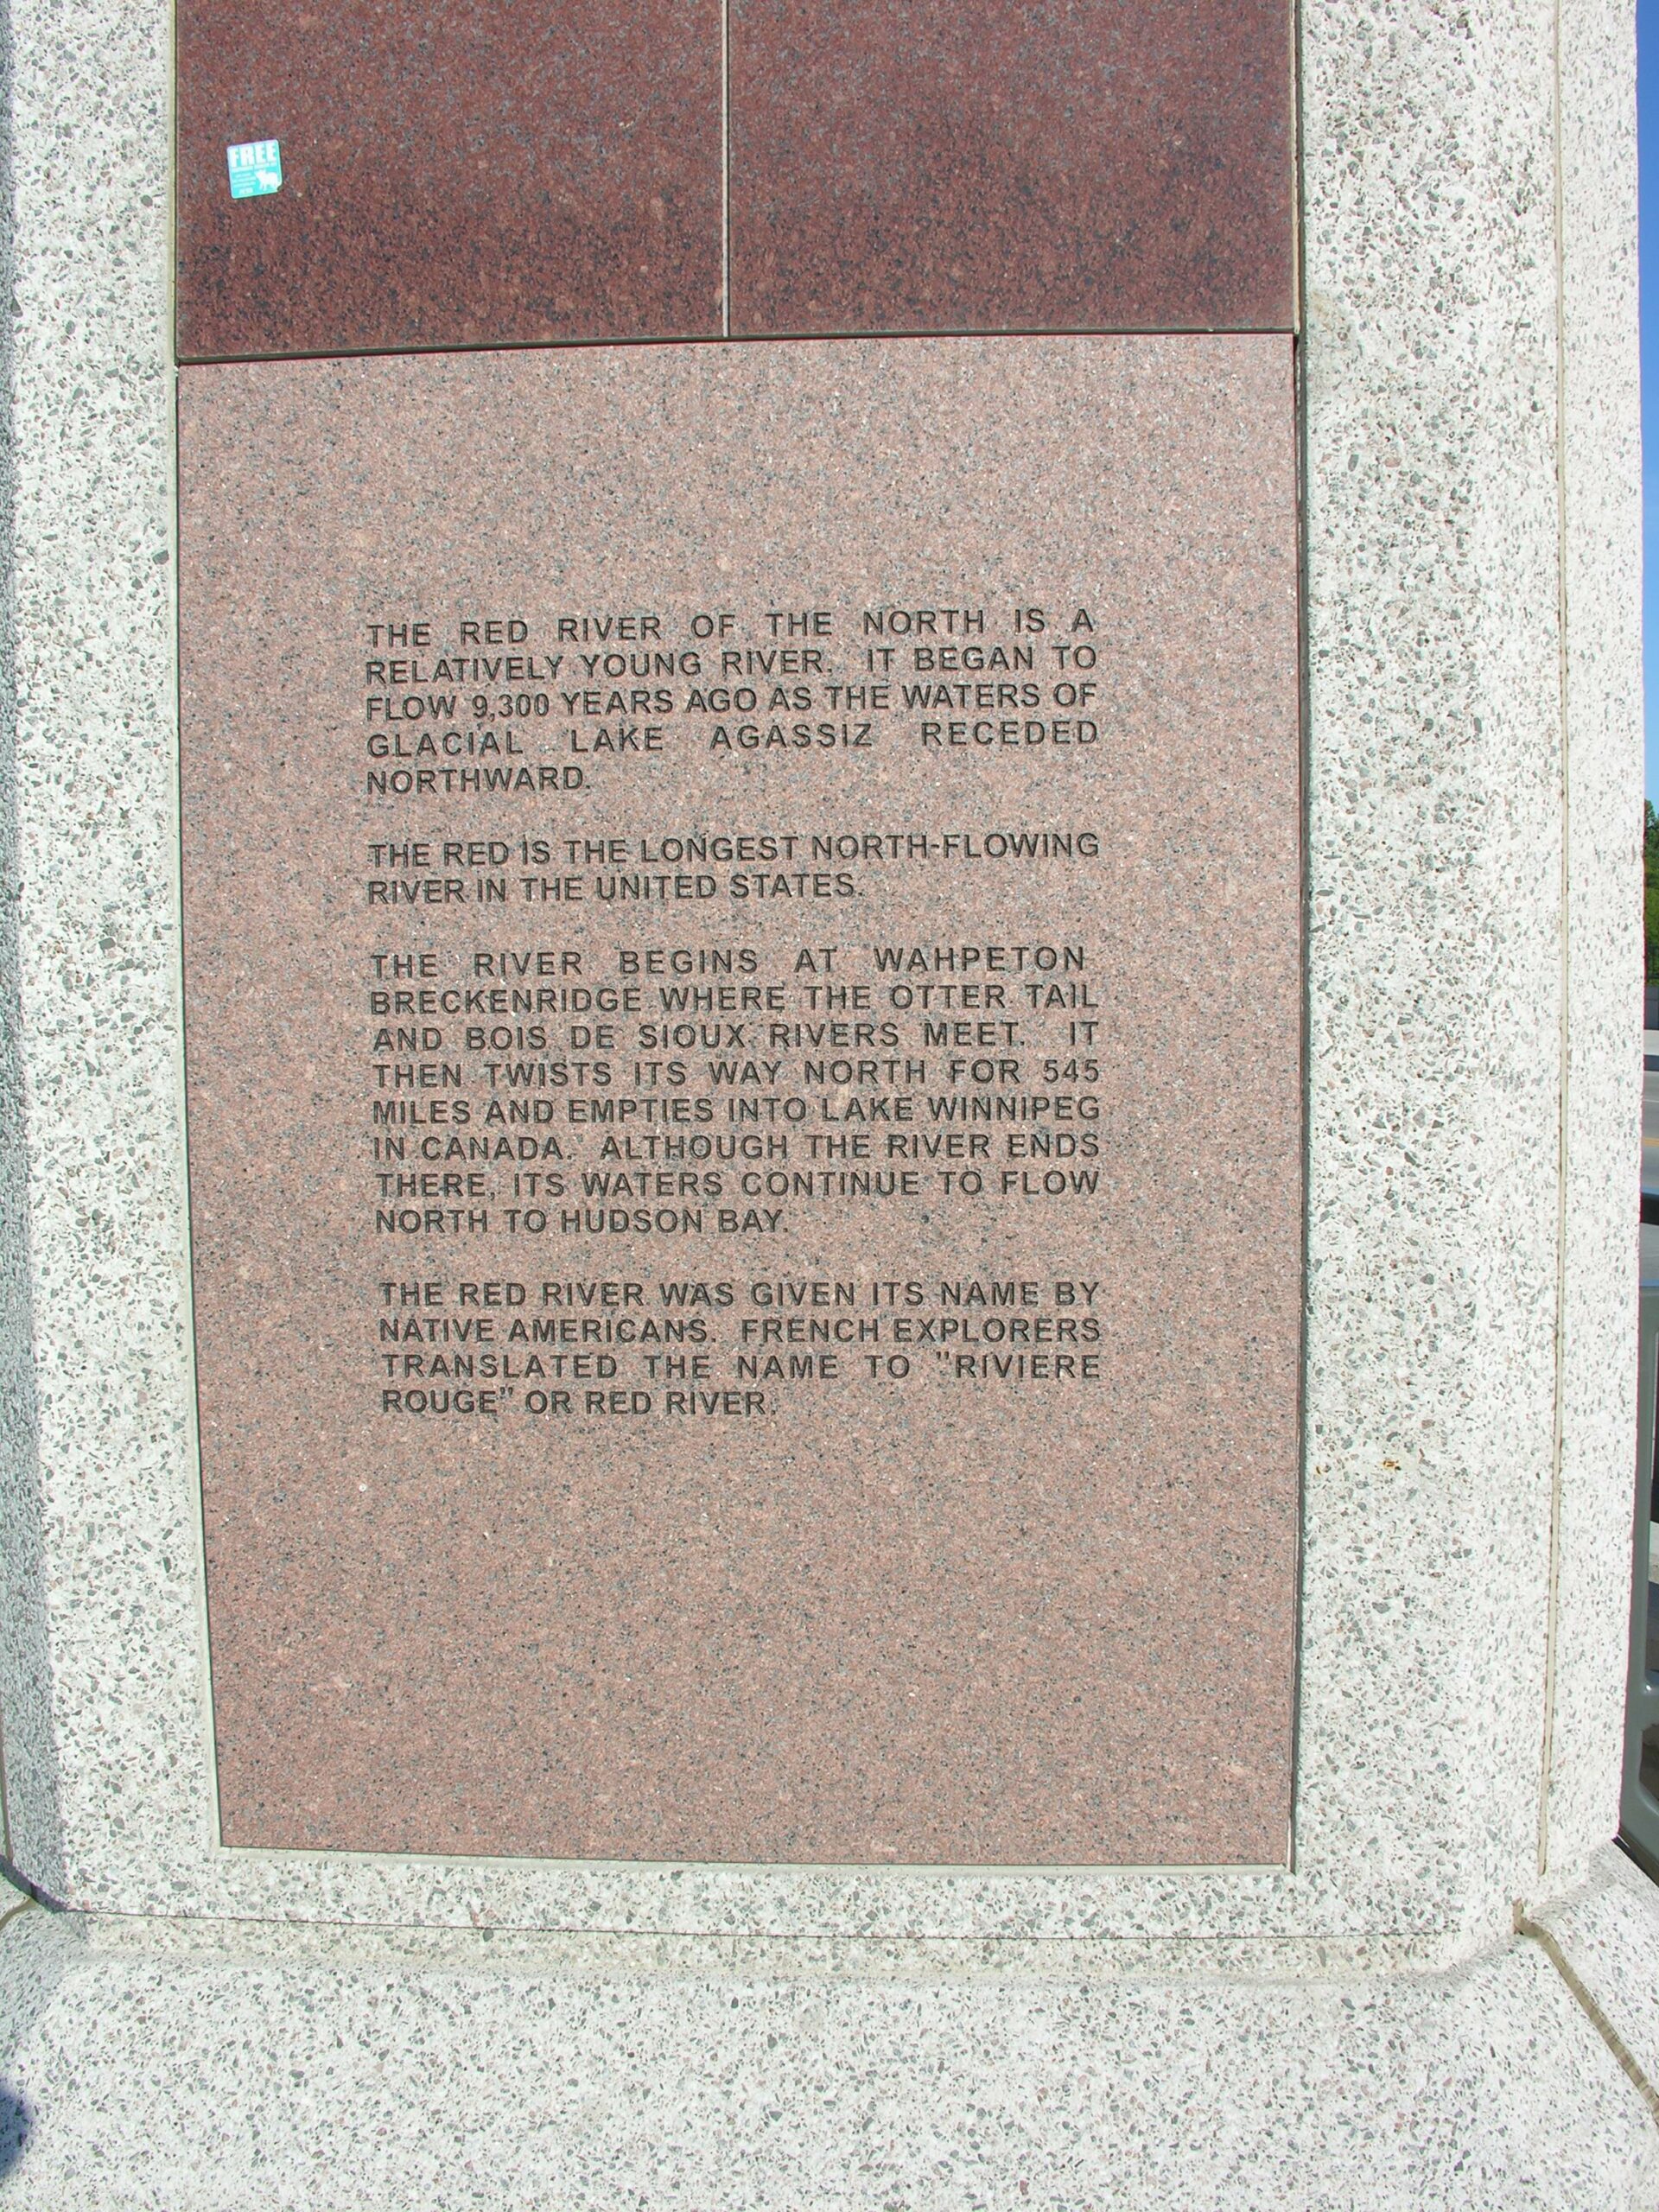 FREE
THE RED RIVER OF THE NORTH IS A
RELATIVELY YOUNG RIVER. IT BEGAN TO
FLOW 9,300 YEARS AGO AS THE WATERS OF
GLACIAL LAKE AGASSIZ RECEDED
NORTHWARD.
THE RED IS THE LONGEST NORTH-FLOWING
RIVER IN THE UNITED STATES.
THE RIVER BEGINS AT WAHPETON
BRECKENRIDGE WHERE THE OTTER TAIL
AND BOIS DE SIOUX RIVERS MEET. IT
THEN TWISTS ITS WAY NORTH FOR 545
MILES AND EMPTIES INTO LAKE WINNIPEG
IN CANADA. ALTHOUGH THE RIVER ENDS
THERE, ITS WATERS CONTINUE TO FLOW
NORTH TO HUDSON BAY.
THE RED RIVER WAS GIVEN ITS NAME BY
NATIVE AMERICANS. FRENCH EXPLORERS
TRANSLATED THE NAME TO "RIVIERE
ROUGE" OR RED RIVER.